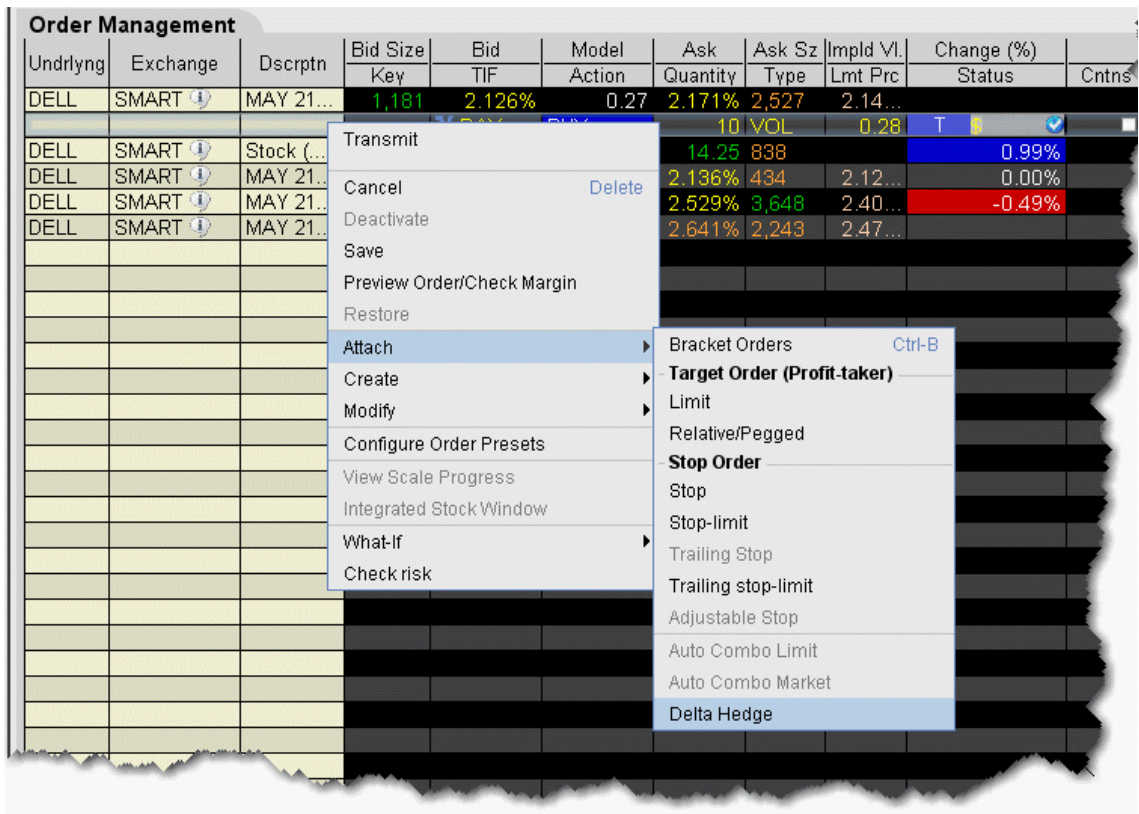 Order Management
Undrlyng Exchange Dscrptn Bid Size Bid Model Ask Ask Sz Impld Vl. Change (%)
Key TIF Action Quantity Type Lmt Prc Status Cntns
DELL SMART MAY 21... 1,181 2.126% 0.27 2.171% 2,527 2.14...
10 VOL 0.28 T $
DELL SMART Stock (... 14.25 838 0.99%
DELL SMART MAY 21.. 2.136% 434 2.12... 0.00%
DELL SMART MAY 21.. 2.529% 3,648 2.40... -0.49%
DELL SMART MAY 21.. 2.641% 2,243 2.47...
Transmit
Cancel Delete
Deactivate
Save
Preview Order/Check Margin
Restore
Attach
Create
Modify
Configure Order Presets
View Scale Progress
Integrated Stock Window
What-If
Check risk
Bracket Orders Ctrl-B
Target Order (Profit-taker)
Limit
Relative/Pegged
Stop Order
Stop
Stop-limit
Trailing Stop
Trailing stop-limit
Adjustable Stop
Auto Combo Limit
Auto Combo Market
Delta Hedge